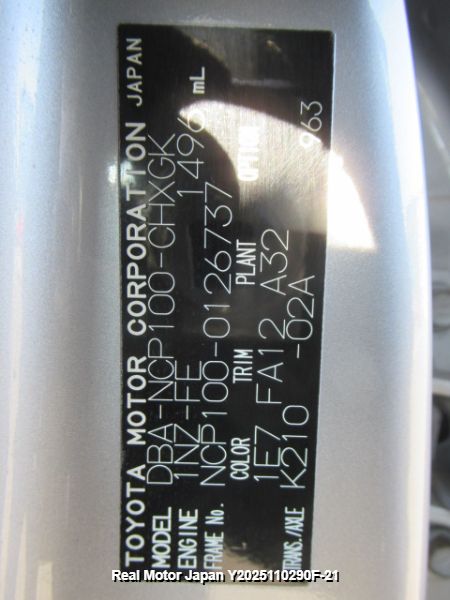 TOYOTA MOTOR CORPORATION JAPAN
MODEL DBA-NCP100-CHXGK
ENGINE 1NZ-FE 1496 mL
FRAME No. NCP100-0126737
COLOR TRIM PLANT OPTION
1E7 FA12 A32 963
TRANS./AXLE K210 -02A
Real Motor Japan Y2025110290F-21